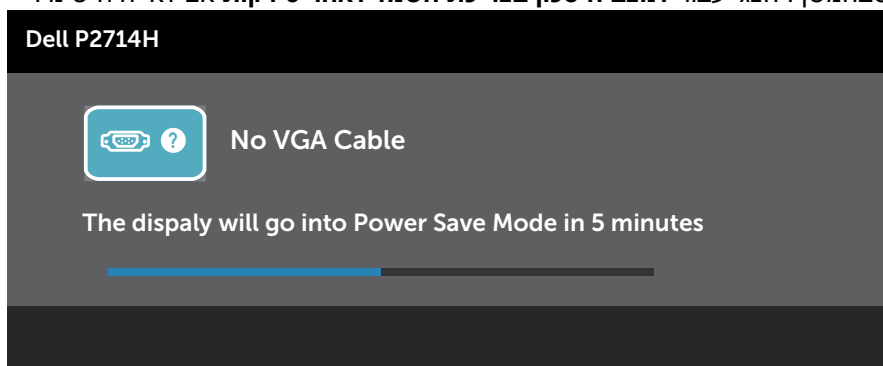 Dell P2714H
?
No VGA Cable
The dispaly will go into Power Save Mode in 5 minutes